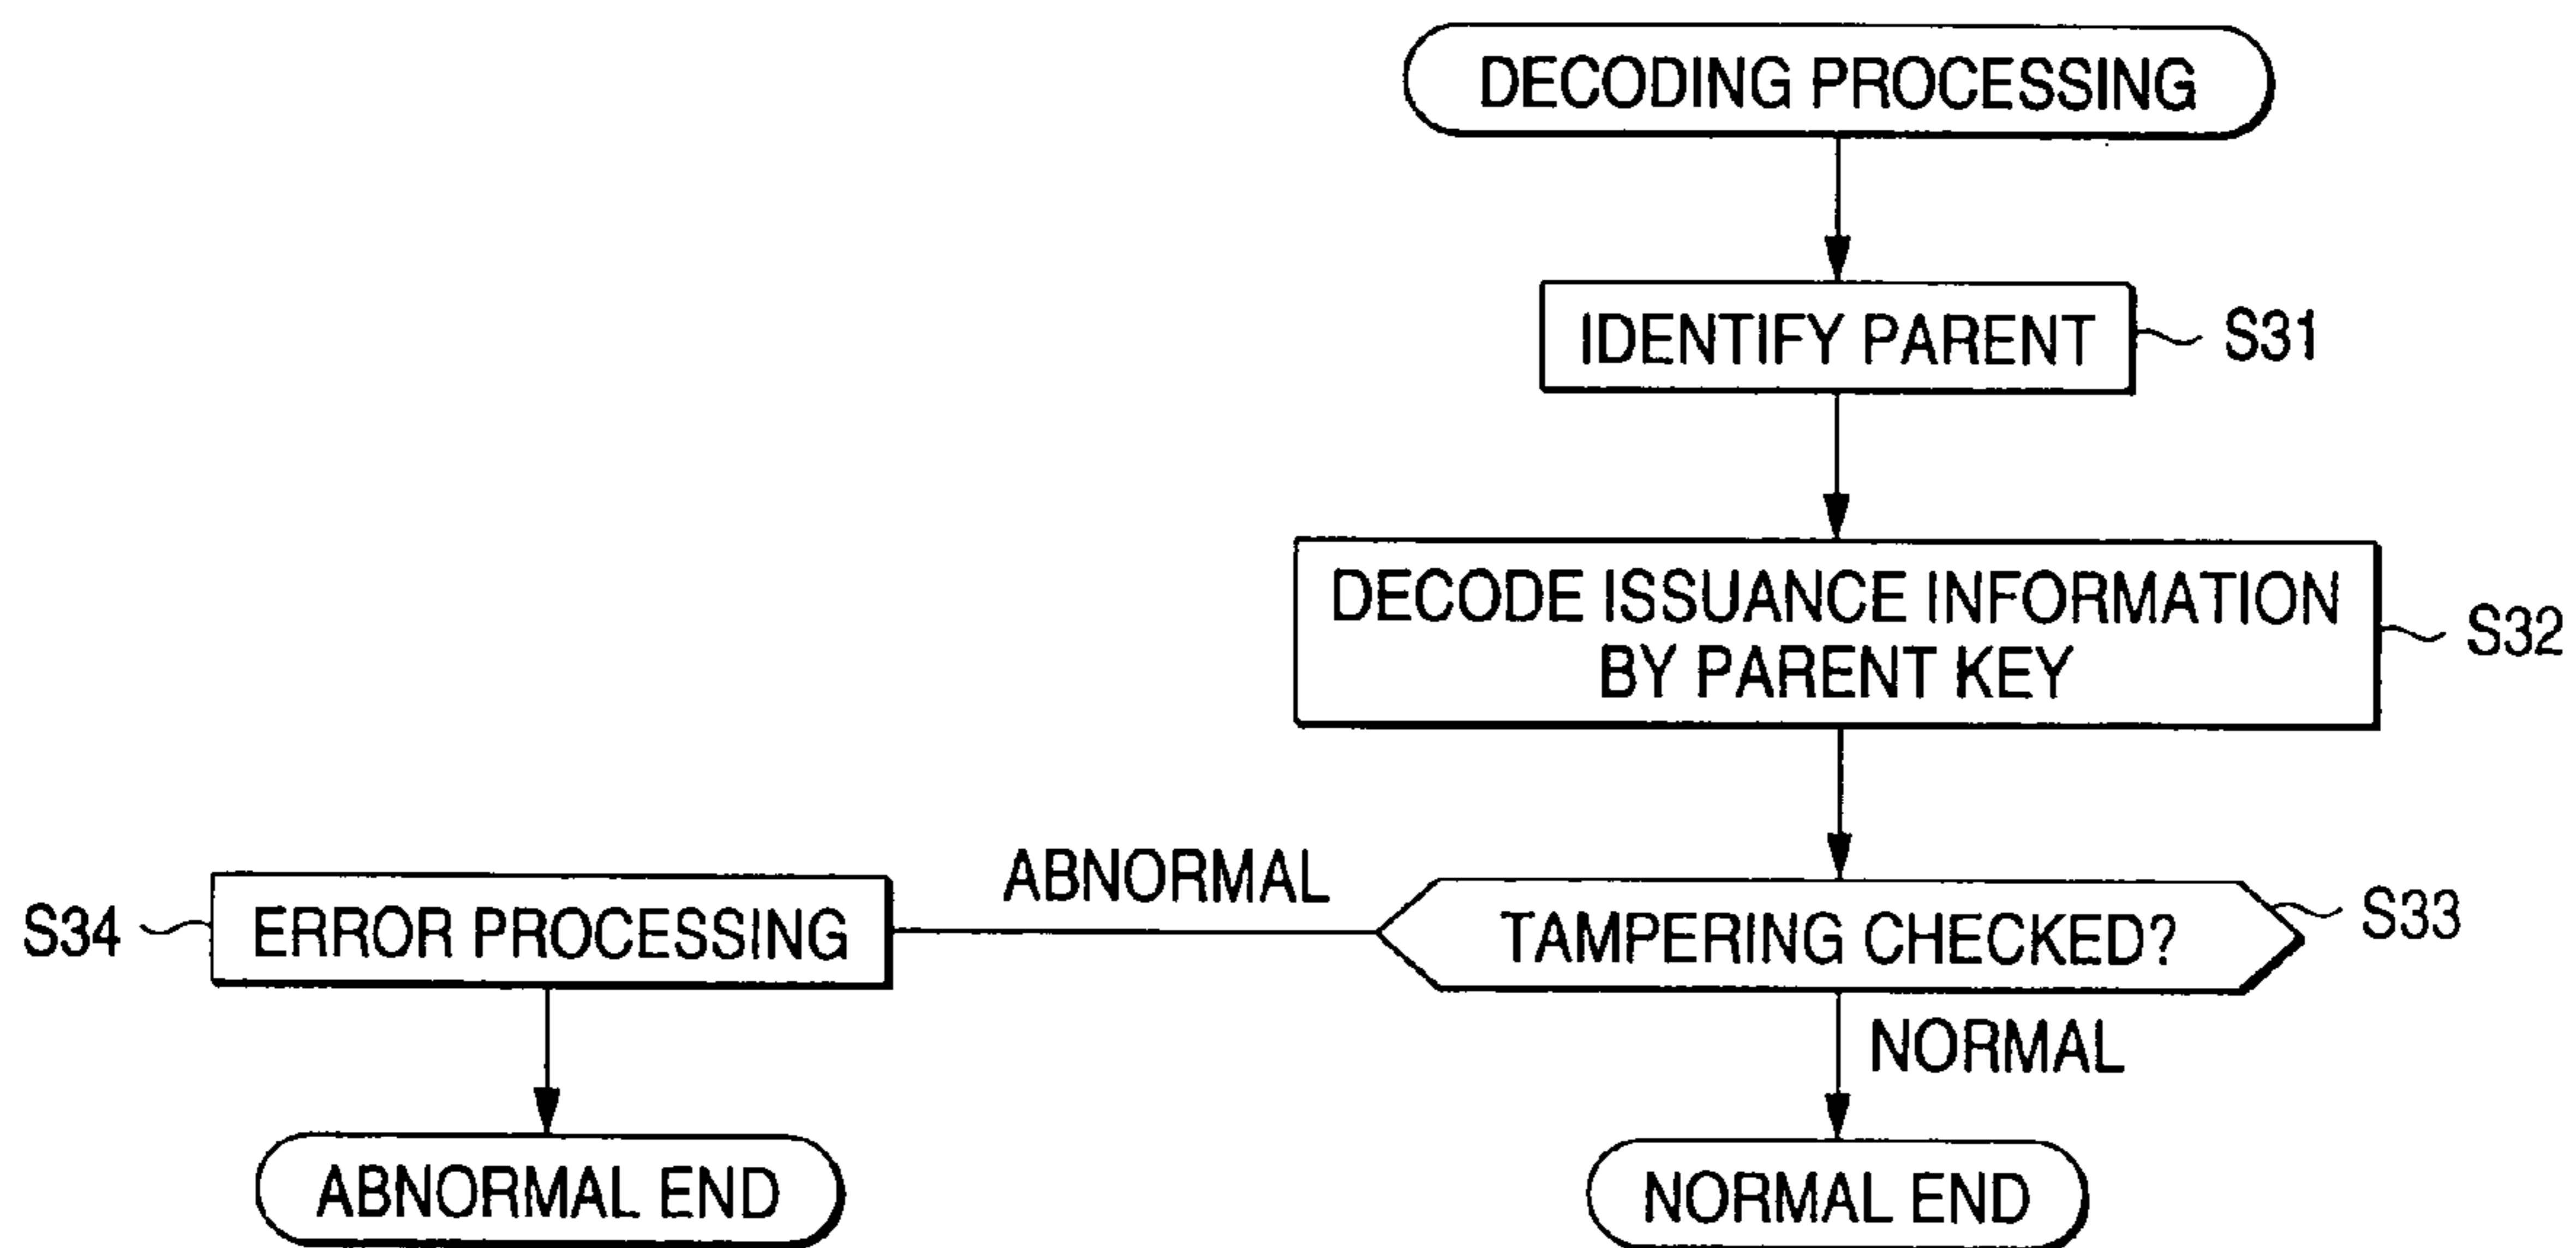 DECODING PROCESSING
IDENTIFY PARENT
S31
DECODE ISSUANCE INFORMATION
BY PARENT KEY
S32
ABNORMAL
S34
ERROR PROCESSING
TAMPERING CHECKED?
S33
NORMAL
ABNORMAL END
NORMAL END